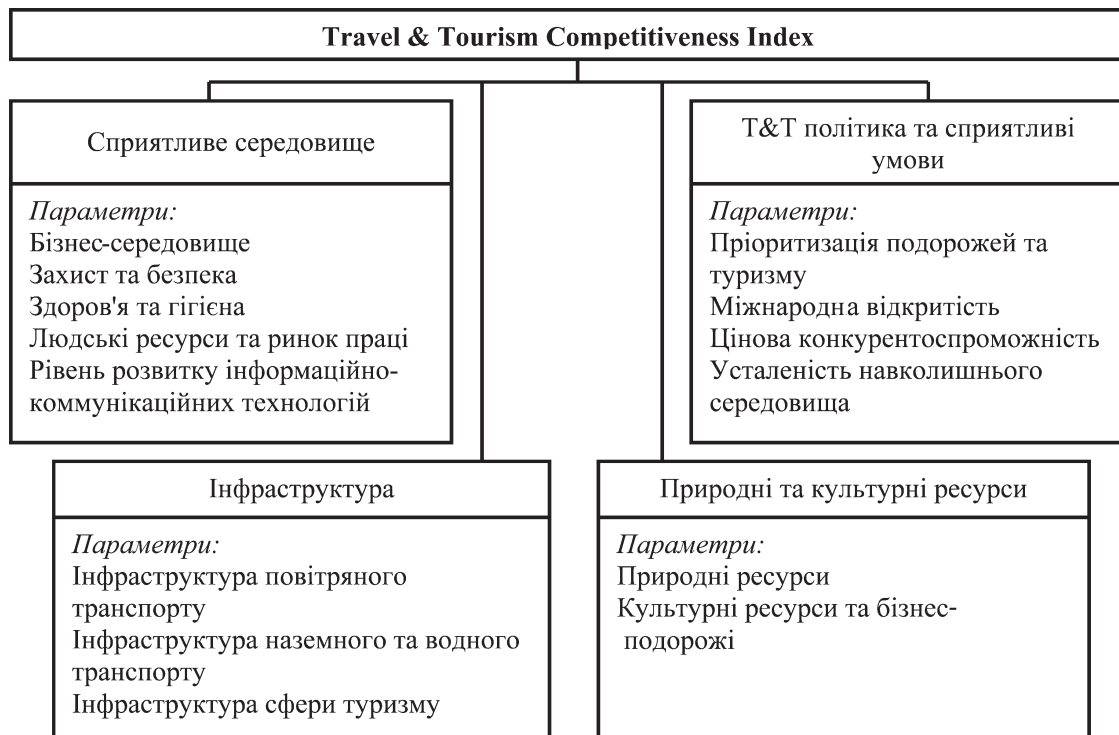 Travel & Tourism Competitiveness Index
Сприятливе середовище
Параметри:
Бізнес-середовище
Захист та безпека
Здоров'я та гігієна
Людські ресурси та ринок праці
Рівень розвитку інформаційно-
коммунікаційних технологій
T&T політика та сприятливі
умови
Параметри:
Пріоритизація подорожей та
туризму
Міжнародна відкритість
Цінова конкурентоспроможність
Усталеність навколишнього
середовища
Інфраструктура
Параметри:
Інфраструктура повітряного
транспорту
Інфраструктура наземного та водного
транспорту
Інфраструктура сфери туризму
Природні та культурні ресурси
Параметри:
Природні ресурси
Культурні ресурси та бізнес-
подорожі